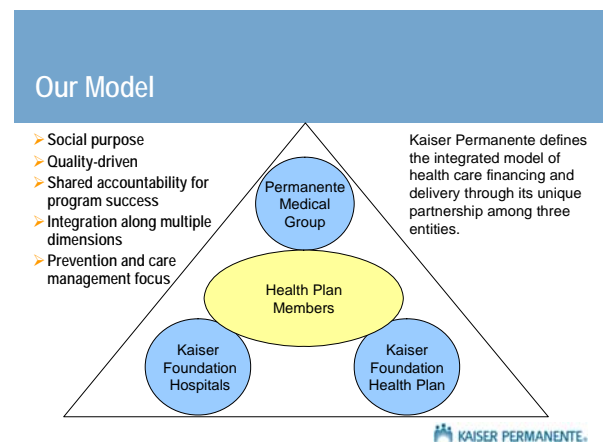 Our Model
➢ Social purpose
➢ Quality-driven
➢ Shared accountability for
program success
➢ Integration along multiple
dimensions
➢ Prevention and care
management focus
Kaiser Permanente defines
the integrated model of
health care financing and
delivery through its unique
partnership among three
entities.
Permanente
Medical
Group
Health Plan
Members
Kaiser
Foundation
Hospitals
Kaiser
Foundation
Health Plan
KAISER PERMANENTE®